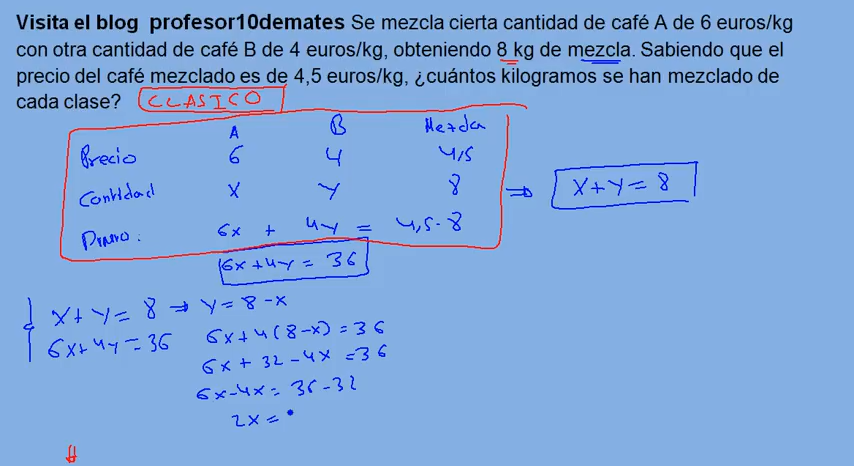 Visita el blog profesor10demates Se mezcla cierta cantidad de café A de 6 euros/kg
con otra cantidad de café B de 4 euros/kg, obteniendo 8 kg de mezcla. Sabiendo que el
precio del café mezclado es de 4,5 euros/kg, ¿cuántos kilogramos se han mezclado de
cada clase? CLASICO
A B Mezcla
Precio 6 4 4,5
Cantidad x y 8 ⇒ x+y=8
Dinero: 6x + 4y = 4,5·8
6x+4y=36
x+y=8 ⇒ y=8-x
6x+4y=36 6x+4(8-x)=36
6x+32-4x=36
6x-4x=36-32
2x=